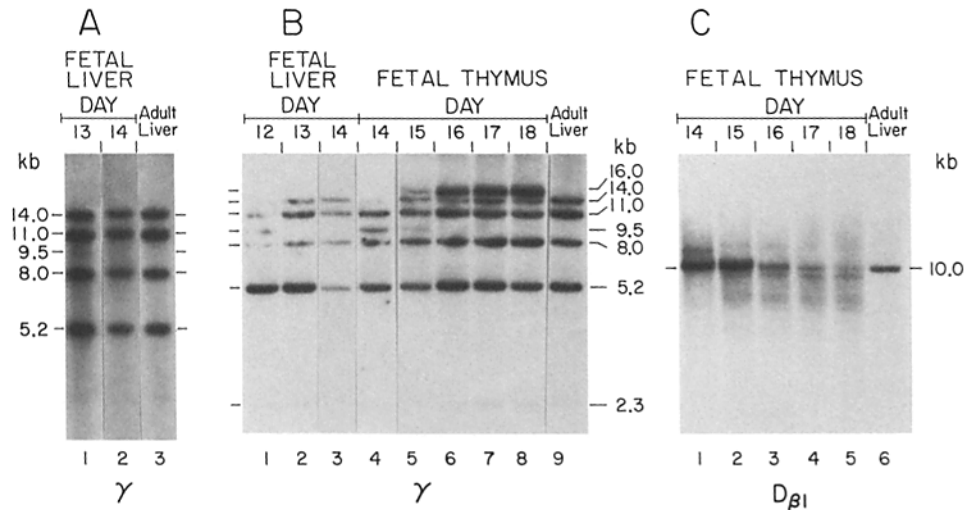 A
FETAL
LIVER
DAY
13 14 Adult
Liver
kb
14.0
11.0
9.5
8.0
5.2
1 2 3
γ
B
FETAL
LIVER
FETAL THYMUS
DAY
12 13 14 14 15 16 17 18 Adult
Liver
kb
16.0
14.0
11.0
9.5
8.0
5.2
2.3
1 2 3 4 5 6 7 8 9
γ
C
FETAL THYMUS
DAY
14 15 16 17 18 Adult
Liver
kb
10.0
1 2 3 4 5 6
Dβ1